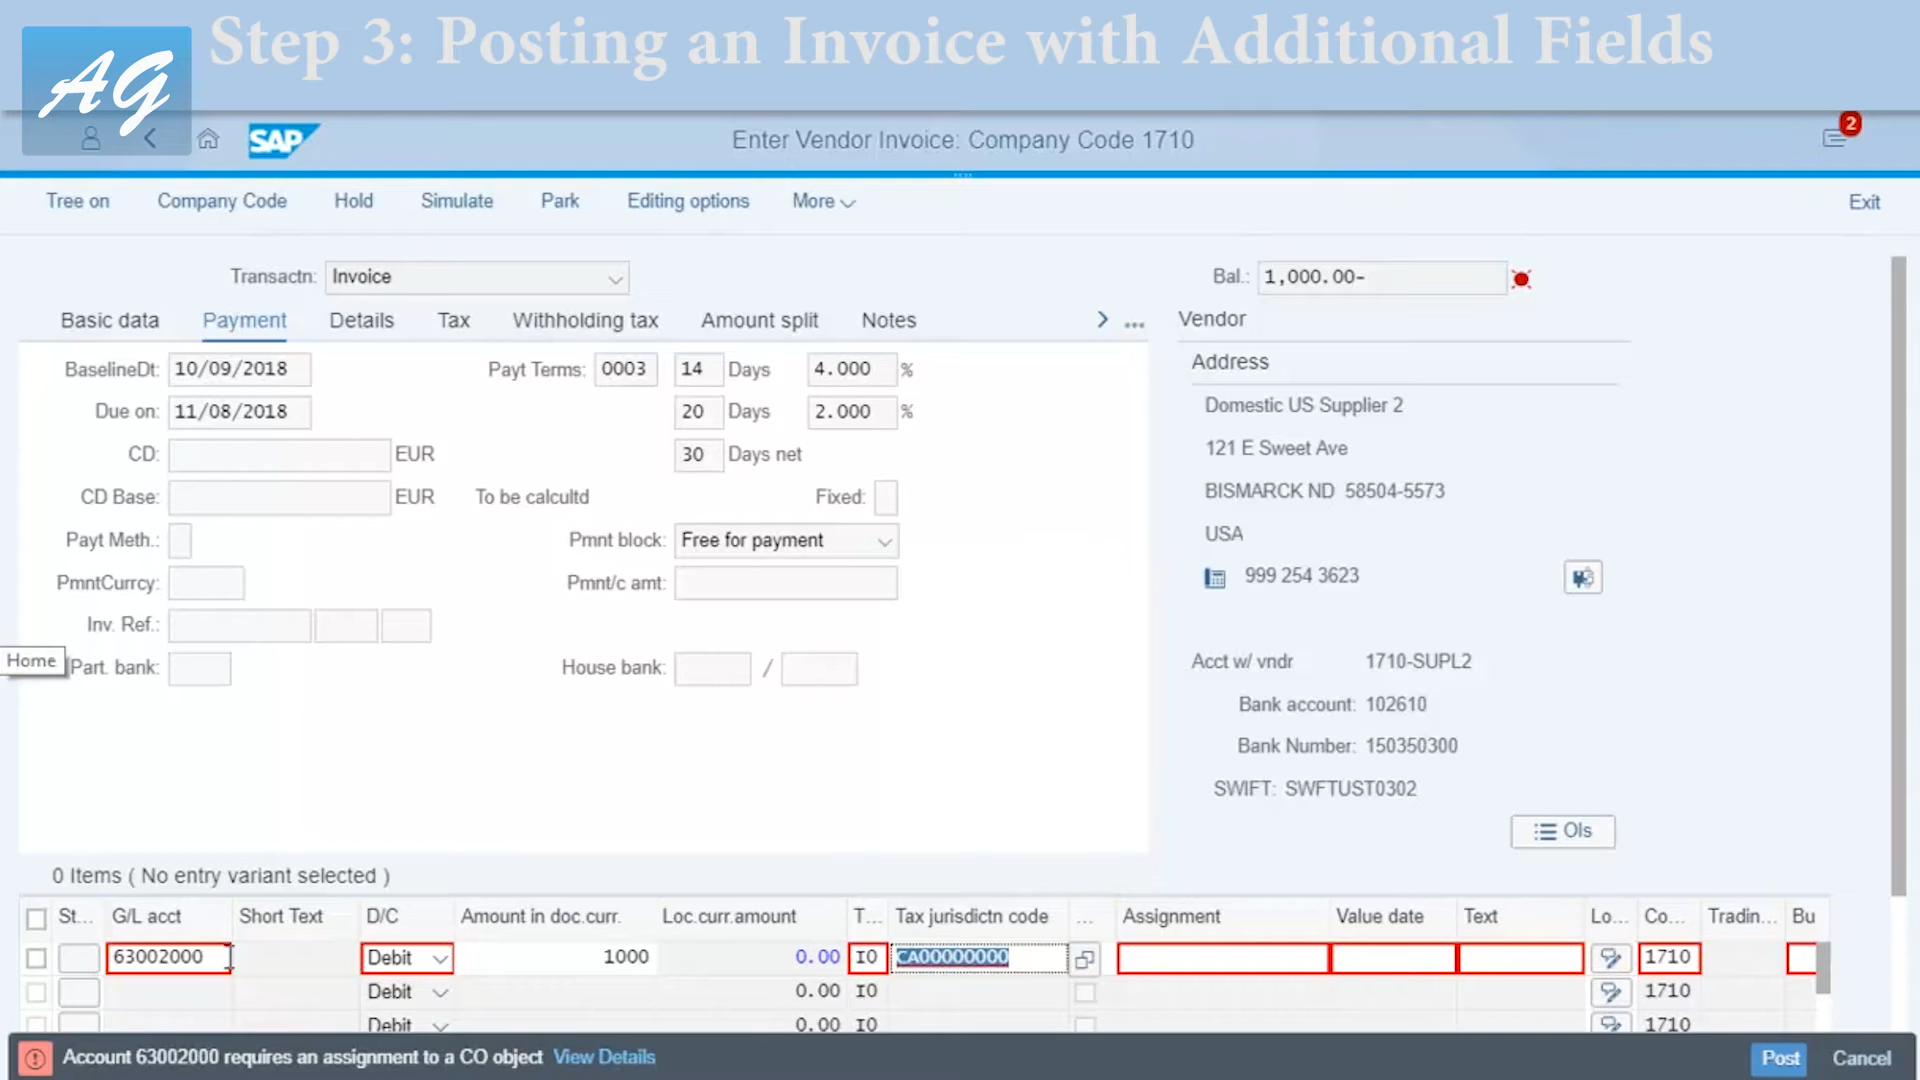 Step 3: Posting an Invoice with Additional Fields
AG
SAP
Enter Vendor Invoice: Company Code 1710
2
Tree on Company Code Hold Simulate Park Editing options More Exit
Transactn: Invoice Bal.: 1,000.00-
Basic data Payment Details Tax Withholding tax Amount split Notes ... Vendor
Address
BaselineDt: 10/09/2018 Payt Terms: 0003 14 Days 4.000 %
Domestic US Supplier 2
Due on: 11/08/2018 20 Days 2.000 %
121 E Sweet Ave
CD: EUR 30 Days net
BISMARCK ND 58504-5573
CD Base: EUR To be calcultd Fixed:
USA
Payt Meth.: Pmnt block: Free for payment
999 254 3623
PmntCurrcy: Pmnt/c amt:
Inv. Ref.:
Home
Part. bank: House bank: /
Acct w/ vndr 1710-SUPL2
Bank account: 102610
Bank Number: 150350300
SWIFT: SWFTUST0302
OIs
0 Items ( No entry variant selected )
St... G/L acct Short Text D/C Amount in doc.curr. Loc.curr.amount T... Tax jurisdictn code ... Assignment Value date Text Lo... Co... Tradin... Bu
63002000 Debit 1000 0.00 I0 CA00000000 1710
Debit 0.00 I0 1710
Debit 0.00 I0 1710
Account 63002000 requires an assignment to a CO object View Details Post Cancel